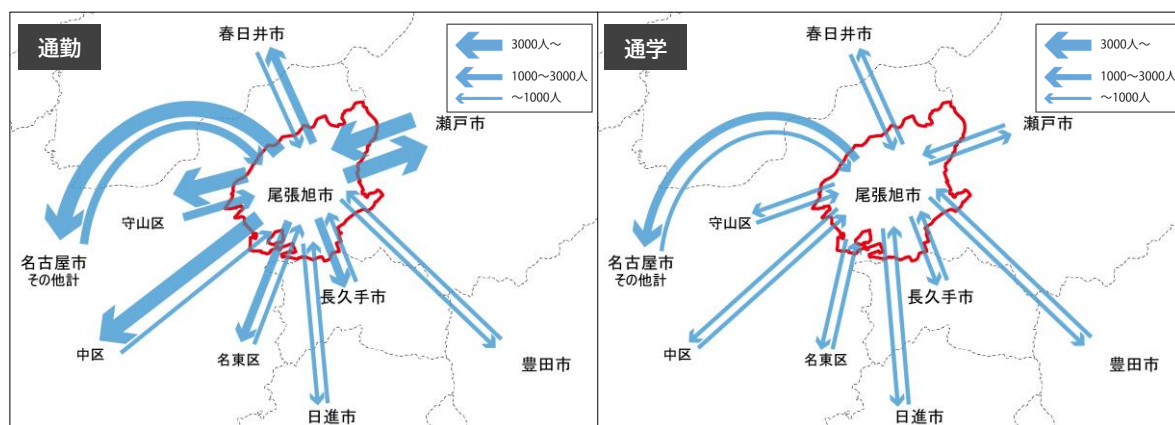 通勤
春日井市
3000人～
1000～3000人
～1000人
瀬戸市
尾張旭市
守山区
名古屋市
その他計
長久手市
中区
名東区
豊田市
日進市
通学
春日井市
3000人～
1000～3000人
～1000人
瀬戸市
尾張旭市
守山区
名古屋市
その他計
長久手市
中区
名東区
豊田市
日進市